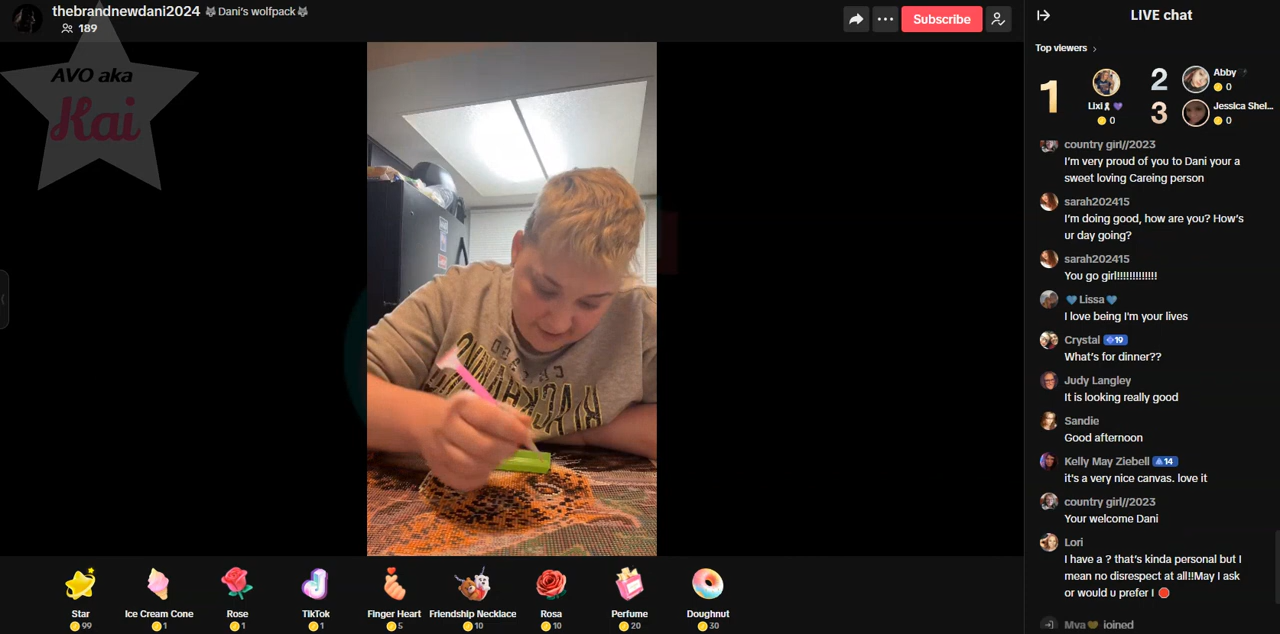 thebrandnewdani2024 🐺Dani's wolfpack🐺
189
Subscribe
AVO aka
Kai
LIVE chat
Top viewers
1
Lixi🎗💜
0
2
Abby
0
3
Jessica Shel...
0
country girl//2023
I'm very proud of you to Dani your a
sweet loving Careing person
sarah202415
I'm doing good, how are you? How's
ur day going?
sarah202415
You go girl!!!!!!!!!!!!!
💙Lissa💙
I love being I'm your lives
Crystal 19
What's for dinner??
Judy Langley
It is looking really good
Sandie
Good afternoon
Kelly May Ziebell 14
it's a very nice canvas. love it
country girl//2023
Your welcome Dani
Lori
I have a ? that's kinda personal but I
mean no disrespect at all!!May I ask
or would u prefer I 🛑
Mya💛 joined
Star
99
Ice Cream Cone
1
Rose
1
TikTok
1
Finger Heart
5
Friendship Necklace
10
Rosa
10
Perfume
20
Doughnut
30